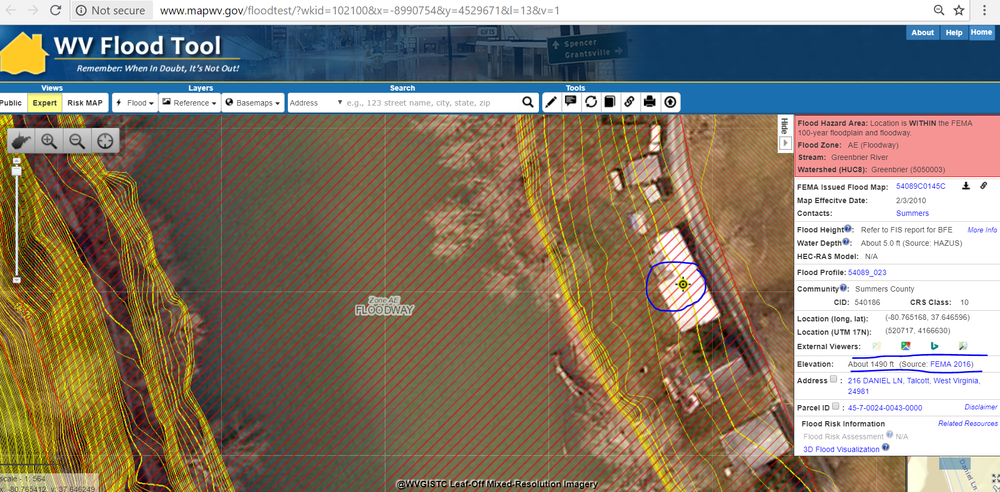 Not secure
www.mapwv.gov/floodtest/?wkid=102100&x=-8990754&y=4529671&l=13&v=1
GIFTS
Spencer
Grantsville
About Help Home
WV Flood Tool
Remember: When In Doubt, It's Not Out!
Views Layers Search Tools
Public Expert Risk MAP Flood Reference Basemaps Address e.g., 123 street name, city, state, zip
Hide
Flood Hazard Area: Location is WITHIN the FEMA
100-year floodplain and floodway.
Flood Zone: AE (Floodway)
Stream: Greenbrier River
Watershed (HUC8): Greenbrier (5050003)
FEMA Issued Flood Map: 54089C0145C
Map Effecitve Date: 2/3/2010
Contacts: Summers
Flood Height?: Refer to FIS report for BFE More Info
Water Depth?: About 5.0 ft (Source: HAZUS)
HEC-RAS Model: N/A
Flood Profile: 54089_023
Community?: Summers County
CID: 540186 CRS Class: 10
Location (long, lat): (-80.765168, 37.646596)
Location (UTM 17N): (520717, 4166630)
External Viewers:
Elevation: About 1490 ft (Source: FEMA 2016)
Address : 216 DANIEL LN, Talcott, West Virginia,
24981
Parcel ID : 45-7-0024-0043-0000 Disclaimer
Flood Risk Information Related Resources
Flood Risk Assessment ? N/A
3D Flood Visualization ?
Zone AE
FLOODWAY
scale - 1: 564
x: -80.765412, y: 37.646249
@WVGISTC Leaf-Off Mixed-Resolution Imagery
Daniel Ln